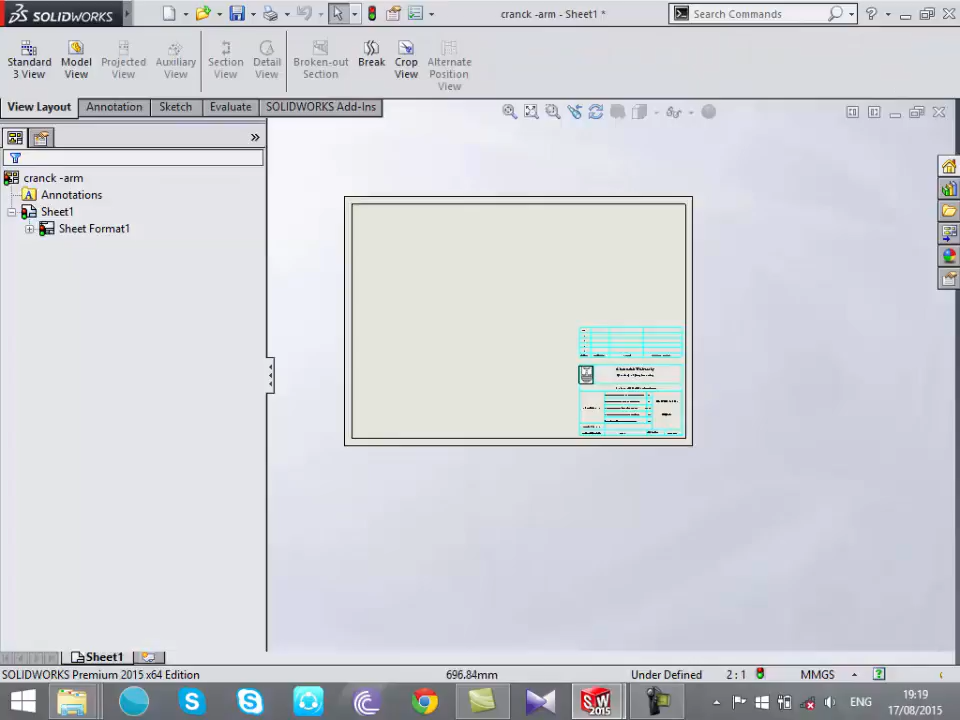 SOLIDWORKS
cranck -arm - Sheet1 *
Search Commands
Standard 3 View
Model View
Projected View
Auxiliary View
Section View
Detail View
Broken-out Section
Break
Crop View
Alternate Position View
View Layout
Annotation
Sketch
Evaluate
SOLIDWORKS Add-Ins
cranck -arm
Annotations
Sheet1
Sheet Format1
Sheet1
SOLIDWORKS Premium 2015 x64 Edition
696.84mm
Under Defined
2 : 1
MMGS
ENG
19:19
17/08/2015